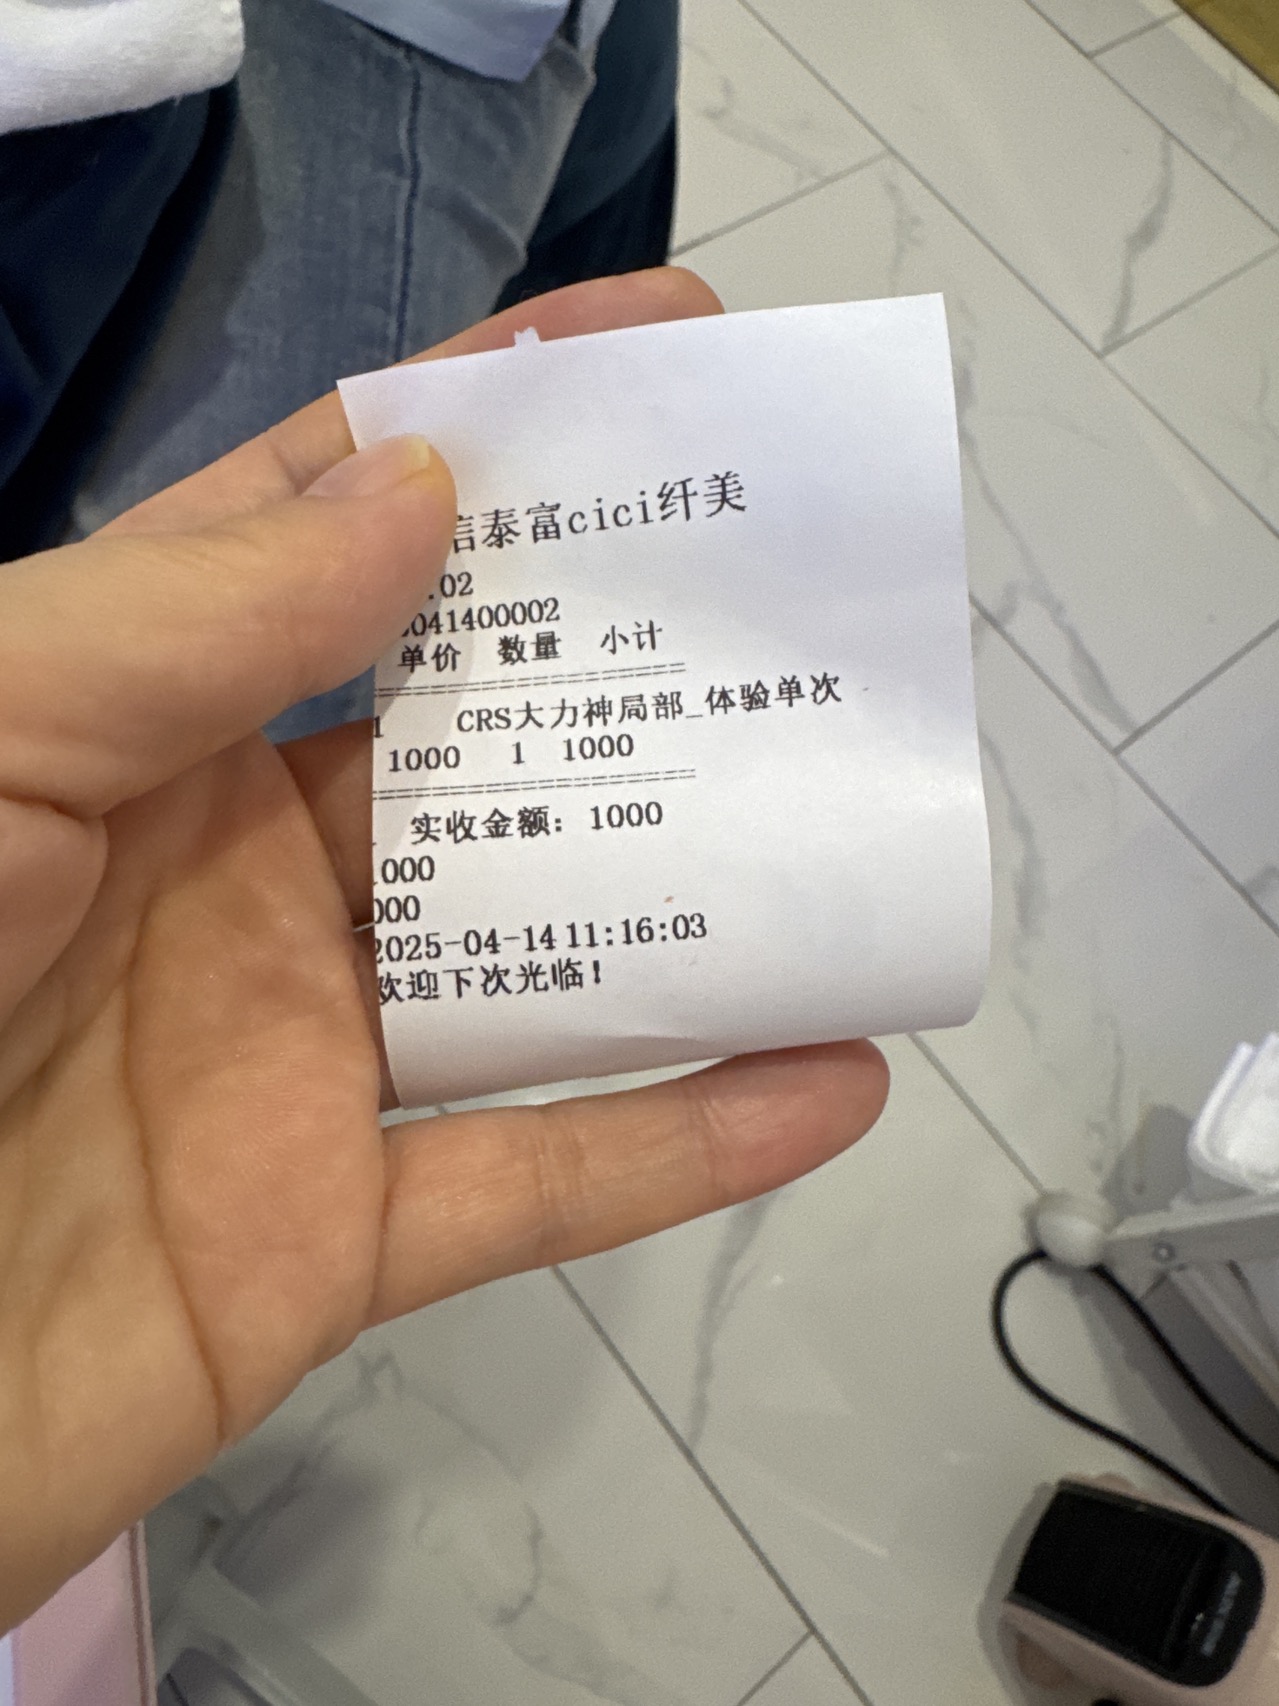 信泰富cici纤美
.02
041400002
单价 数量 小计
1 CRS大力神局部_体验单次
1000 1 1000
实收金额: 1000
000
000
2025-04-14 11:16:03
欢迎下次光临!